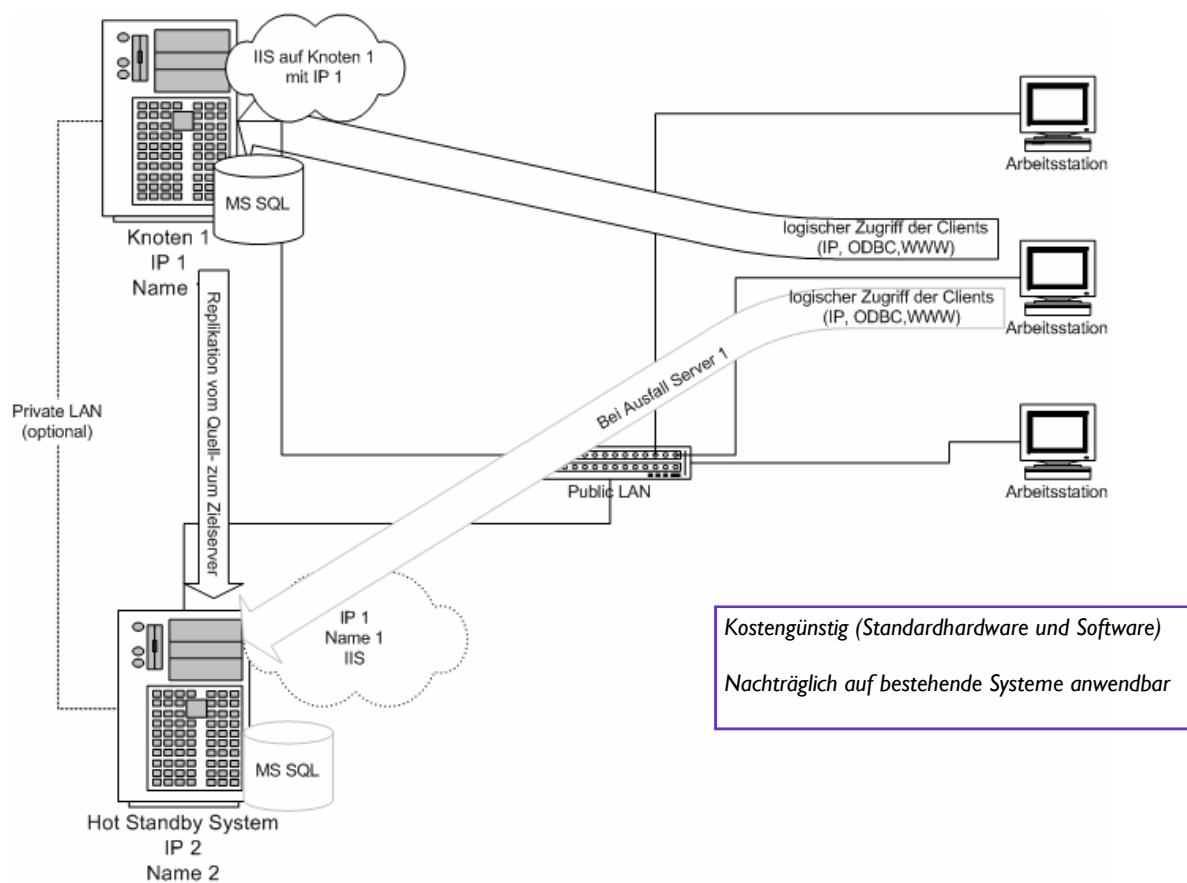 IIS auf Knoten 1
mit IP 1
Arbeitsstation
MS SQL
Knoten 1
IP 1
Name
logischer Zugriff der Clients
(IP, ODBC,WWW)
logischer Zugriff der Clients
(IP, ODBC,WWW)
Arbeitsstation
Replikation vom Quell- zum Zielserver
Bei Ausfall Server 1
Private LAN
(optional)
Public LAN
Arbeitsstation
IP 1
Name 1
IIS
Kostengünstig (Standardhardware und Software)
Nachträglich auf bestehende Systeme anwendbar
MS SQL
Hot Standby System
IP 2
Name 2